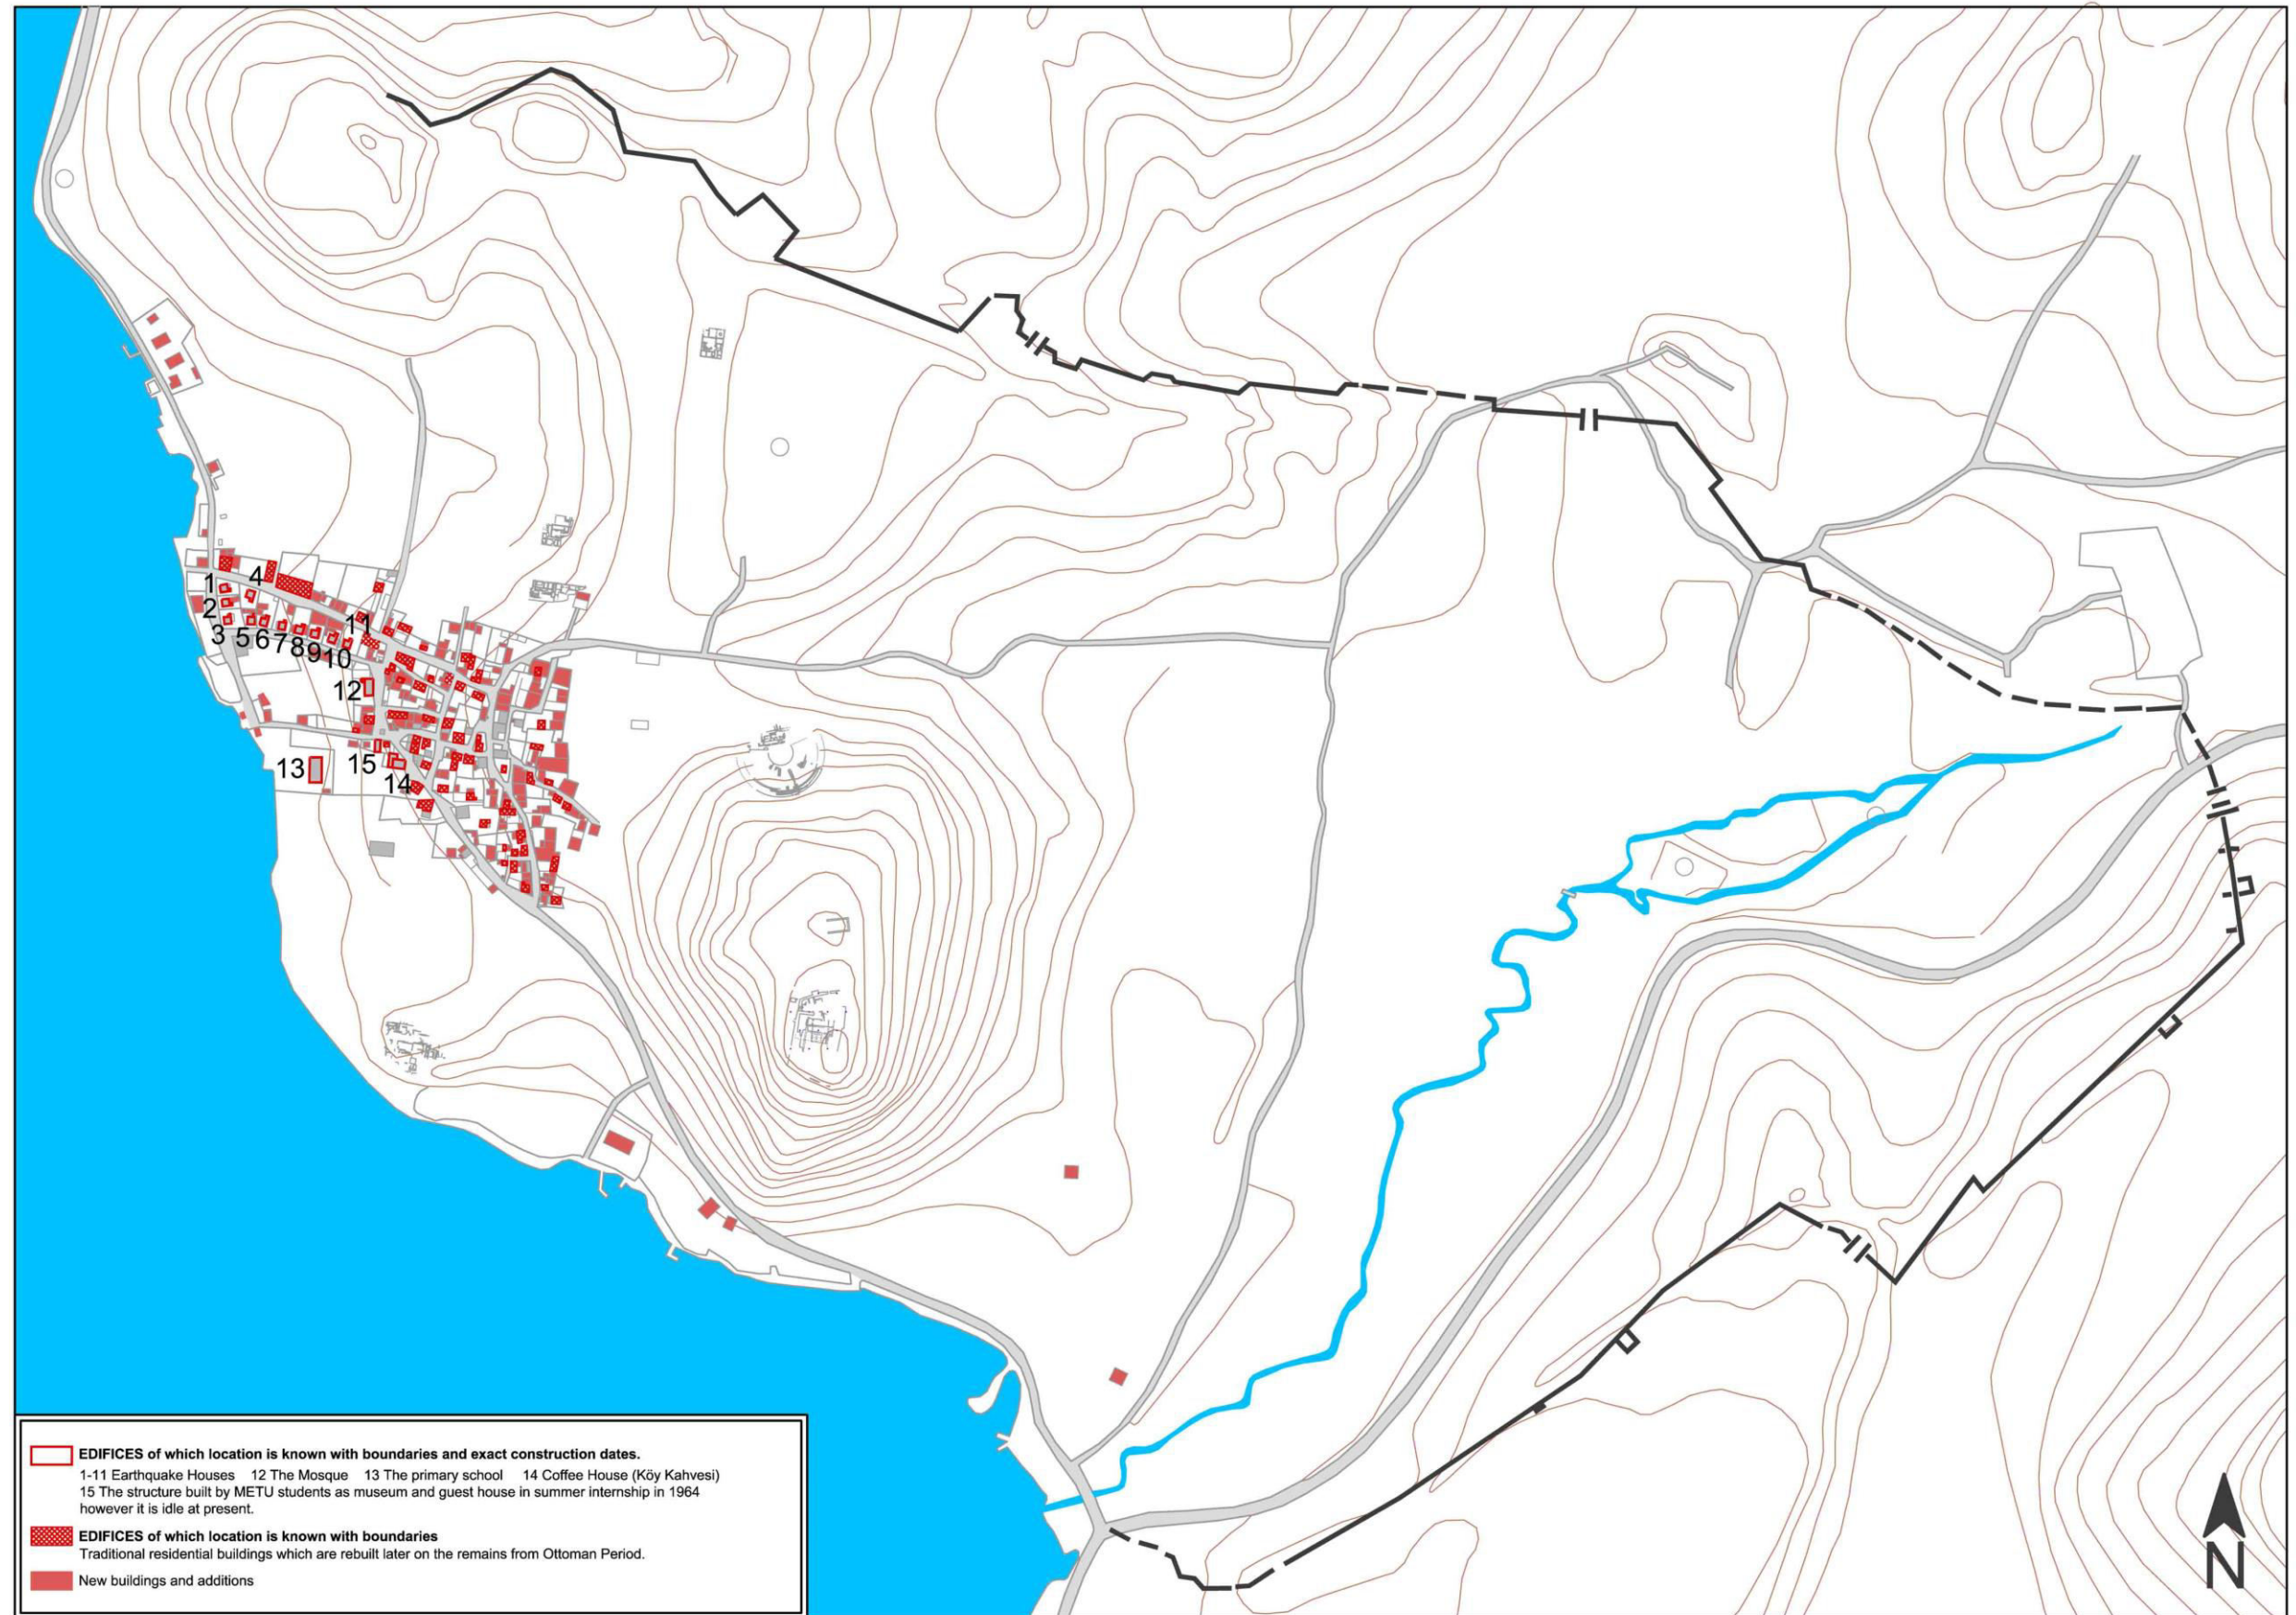 1
4
2
3
5
6
7
8
9
10
11
12
13
15
14
EDIFICES of which location is known with boundaries and exact construction dates.
1-11 Earthquake Houses 12 The Mosque 13 The primary school 14 Coffee House (Köy Kahvesi)
15 The structure built by METU students as museum and guest house in summer internship in 1964
however it is idle at present.
EDIFICES of which location is known with boundaries
Traditional residential buildings which are rebuilt later on the remains from Ottoman Period.
New buildings and additions
N